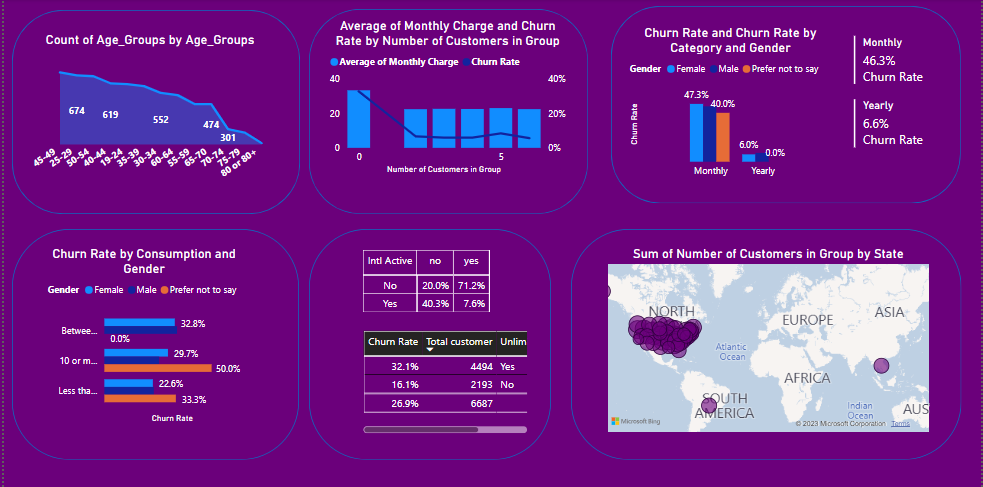 Count of Age_Groups by Age_Groups
674
619
552
474
301
45-49
25-29
50-54
40-44
19-24
35-39
30-34
60-64
55-59
65-70
70-74
75-79
80 or 80+
Average of Monthly Charge and Churn
Rate by Number of Customers in Group
Average of Monthly Charge Churn Rate
40 40%
20 20%
0 0%
0 5
Number of Customers in Group
Churn Rate and Churn Rate by
Category and Gender
Gender Female Male Prefer not to say
Churn Rate
47.3%
40.0%
6.0%
0.0%
Monthly Yearly
Monthly
46.3%
Churn Rate
Yearly
6.6%
Churn Rate
Churn Rate by Consumption and
Gender
Gender Female Male Prefer not to say
Betwee... 32.8%
0.0%
10 or m... 29.7%
50.0%
Less tha... 22.6%
33.3%
Churn Rate
Intl Active no yes
No 20.0% 71.2%
Yes 40.3% 7.6%
Churn Rate Total customer Unlim
32.1% 4494 Yes
16.1% 2193 No
26.9% 6687
Sum of Number of Customers in Group by State
NORTH
EUROPE
ASIA
Atlantic
Ocean
AFRICA
SOUTH
AMERICA
Indian
Ocean
AUS
Microsoft Bing
© 2023 Microsoft Corporation Terms